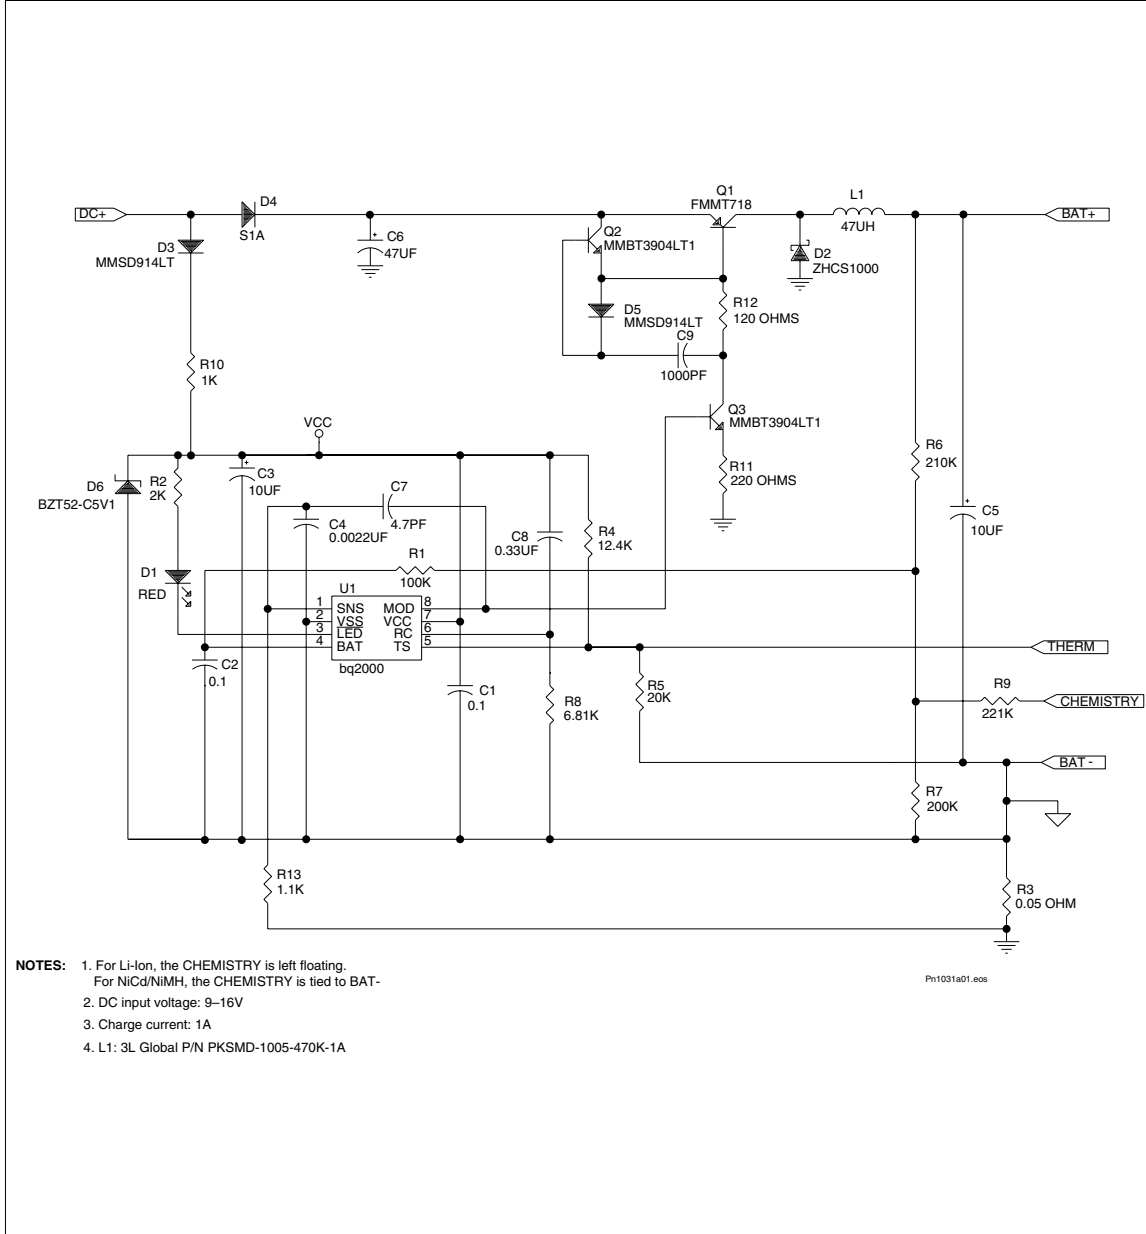 DC+
D4
S1A
D3
MMSD914LT
C6
47UF
Q2
MMBT3904LT1
Q1
FMMT718
L1
47UH
BAT+
D2
ZHCS1000
D5
MMSD914LT
R12
120 OHMS
C9
1000PF
R10
1K
Q3
MMBT3904LT1
VCC
R11
220 OHMS
R6
210K
D6
BZT52-C5V1
R2
2K
C3
10UF
C7
4.7PF
C4
0.0022UF
C8
0.33UF
R4
12.4K
C5
10UF
R1
100K
D1
RED
U1
1 SNS MOD 8
2 VSS VCC 7
3 LED RC 6
4 BAT TS 5
bq2000
THERM
C2
0.1
C1
0.1
R8
6.81K
R5
20K
R9
221K
CHEMISTRY
BAT -
R7
200K
R13
1.1K
R3
0.05 OHM
NOTES: 1. For Li-Ion, the CHEMISTRY is left floating.
For NiCd/NiMH, the CHEMISTRY is tied to BAT-
2. DC input voltage: 9–16V
3. Charge current: 1A
4. L1: 3L Global P/N PKSMD-1005-470K-1A
Pn1031a01.eos